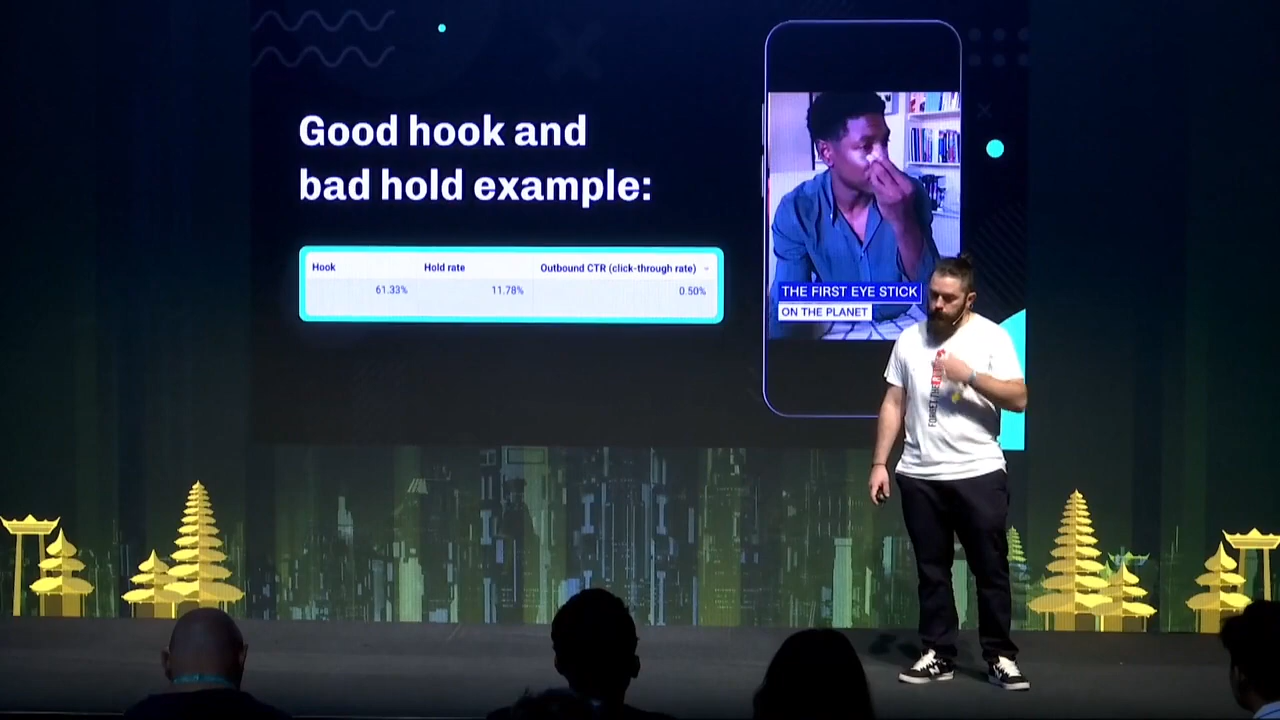 Good hook and
bad hold example:
Hook Hold rate Outbound CTR (click-through rate)
61.33% 11.78% 0.50%
THE FIRST EYE STICK
ON THE PLANET